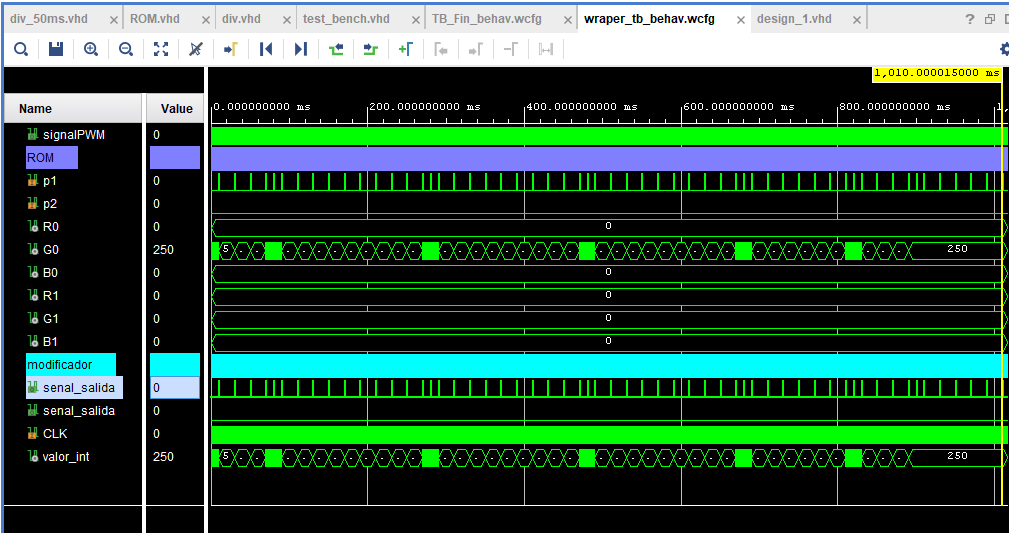 div_50ms.vhd × ROM.vhd × div.vhd × test_bench.vhd × TB_Fin_behav.wcfg × wraper_tb_behav.wcfg × design_1.vhd × ?
1,010.000015000 ms
Name Value 0.000000000 ms 200.000000000 ms 400.000000000 ms 600.000000000 ms 800.000000000 ms 1,
signalPWM 0
ROM
p1 0
p2 0
R0 0 0
G0 250 5 250
B0 0 0
R1 0 0
G1 0 0
B1 0 0
modificador
senal_salida 0
senal_salida 0
CLK 0
valor_int 250 5 250